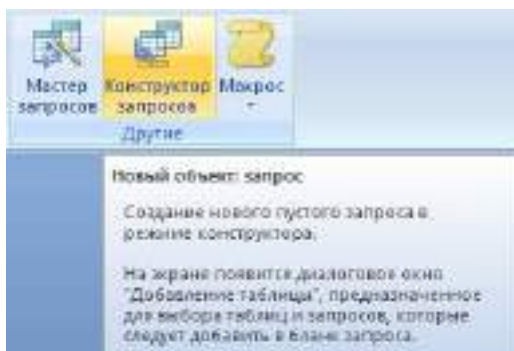 Мастер запросов
Конструктор запросов
Макрос
Другие
Новый объект: запрос
Создание нового пустого запроса в
режиме конструктора.
На экране появится диалоговое окно
"Добавление таблицы", предназначенное
для выбора таблиц и запросов, которые
следует добавить в бланк запроса.